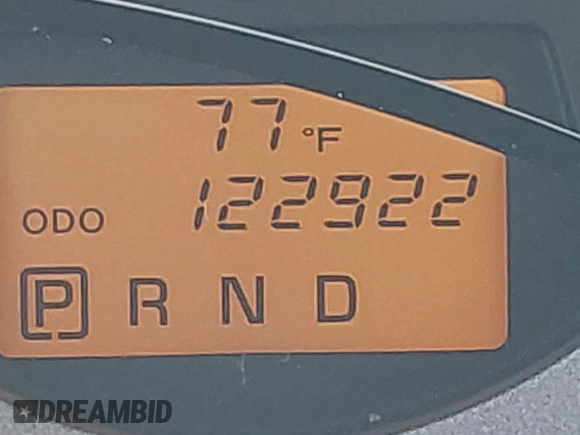 77 °F
ODO 122922
P R N D
DREAMBID